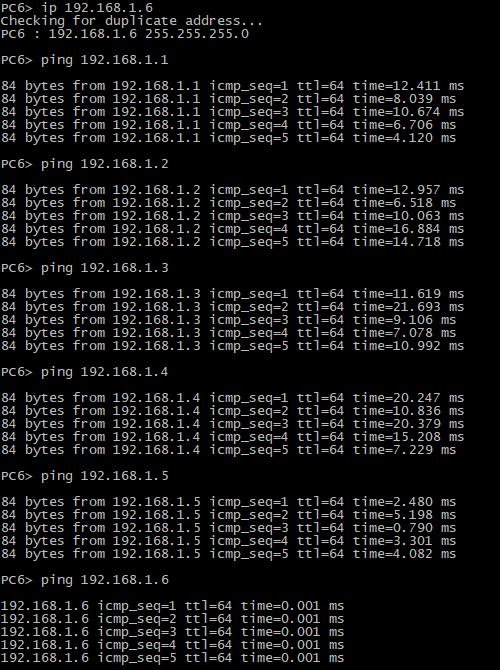 PC6> ip 192.168.1.6
Checking for duplicate address...
PC6 : 192.168.1.6 255.255.255.0
PC6> ping 192.168.1.1
84 bytes from 192.168.1.1 icmp_seq=1 ttl=64 time=12.411 ms
84 bytes from 192.168.1.1 icmp_seq=2 ttl=64 time=8.039 ms
84 bytes from 192.168.1.1 icmp_seq=3 ttl=64 time=10.674 ms
84 bytes from 192.168.1.1 icmp_seq=4 ttl=64 time=6.706 ms
84 bytes from 192.168.1.1 icmp_seq=5 ttl=64 time=4.120 ms
PC6> ping 192.168.1.2
84 bytes from 192.168.1.2 icmp_seq=1 ttl=64 time=12.957 ms
84 bytes from 192.168.1.2 icmp_seq=2 ttl=64 time=6.518 ms
84 bytes from 192.168.1.2 icmp_seq=3 ttl=64 time=10.063 ms
84 bytes from 192.168.1.2 icmp_seq=4 ttl=64 time=16.884 ms
84 bytes from 192.168.1.2 icmp_seq=5 ttl=64 time=14.718 ms
PC6> ping 192.168.1.3
84 bytes from 192.168.1.3 icmp_seq=1 ttl=64 time=11.619 ms
84 bytes from 192.168.1.3 icmp_seq=2 ttl=64 time=21.693 ms
84 bytes from 192.168.1.3 icmp_seq=3 ttl=64 time=9.106 ms
84 bytes from 192.168.1.3 icmp_seq=4 ttl=64 time=7.078 ms
84 bytes from 192.168.1.3 icmp_seq=5 ttl=64 time=10.992 ms
PC6> ping 192.168.1.4
84 bytes from 192.168.1.4 icmp_seq=1 ttl=64 time=20.247 ms
84 bytes from 192.168.1.4 icmp_seq=2 ttl=64 time=10.836 ms
84 bytes from 192.168.1.4 icmp_seq=3 ttl=64 time=20.379 ms
84 bytes from 192.168.1.4 icmp_seq=4 ttl=64 time=15.208 ms
84 bytes from 192.168.1.4 icmp_seq=5 ttl=64 time=7.229 ms
PC6> ping 192.168.1.5
84 bytes from 192.168.1.5 icmp_seq=1 ttl=64 time=2.480 ms
84 bytes from 192.168.1.5 icmp_seq=2 ttl=64 time=5.198 ms
84 bytes from 192.168.1.5 icmp_seq=3 ttl=64 time=0.790 ms
84 bytes from 192.168.1.5 icmp_seq=4 ttl=64 time=3.301 ms
84 bytes from 192.168.1.5 icmp_seq=5 ttl=64 time=4.082 ms
PC6> ping 192.168.1.6
192.168.1.6 icmp_seq=1 ttl=64 time=0.001 ms
192.168.1.6 icmp_seq=2 ttl=64 time=0.001 ms
192.168.1.6 icmp_seq=3 ttl=64 time=0.001 ms
192.168.1.6 icmp_seq=4 ttl=64 time=0.001 ms
192.168.1.6 icmp_seq=5 ttl=64 time=0.001 ms